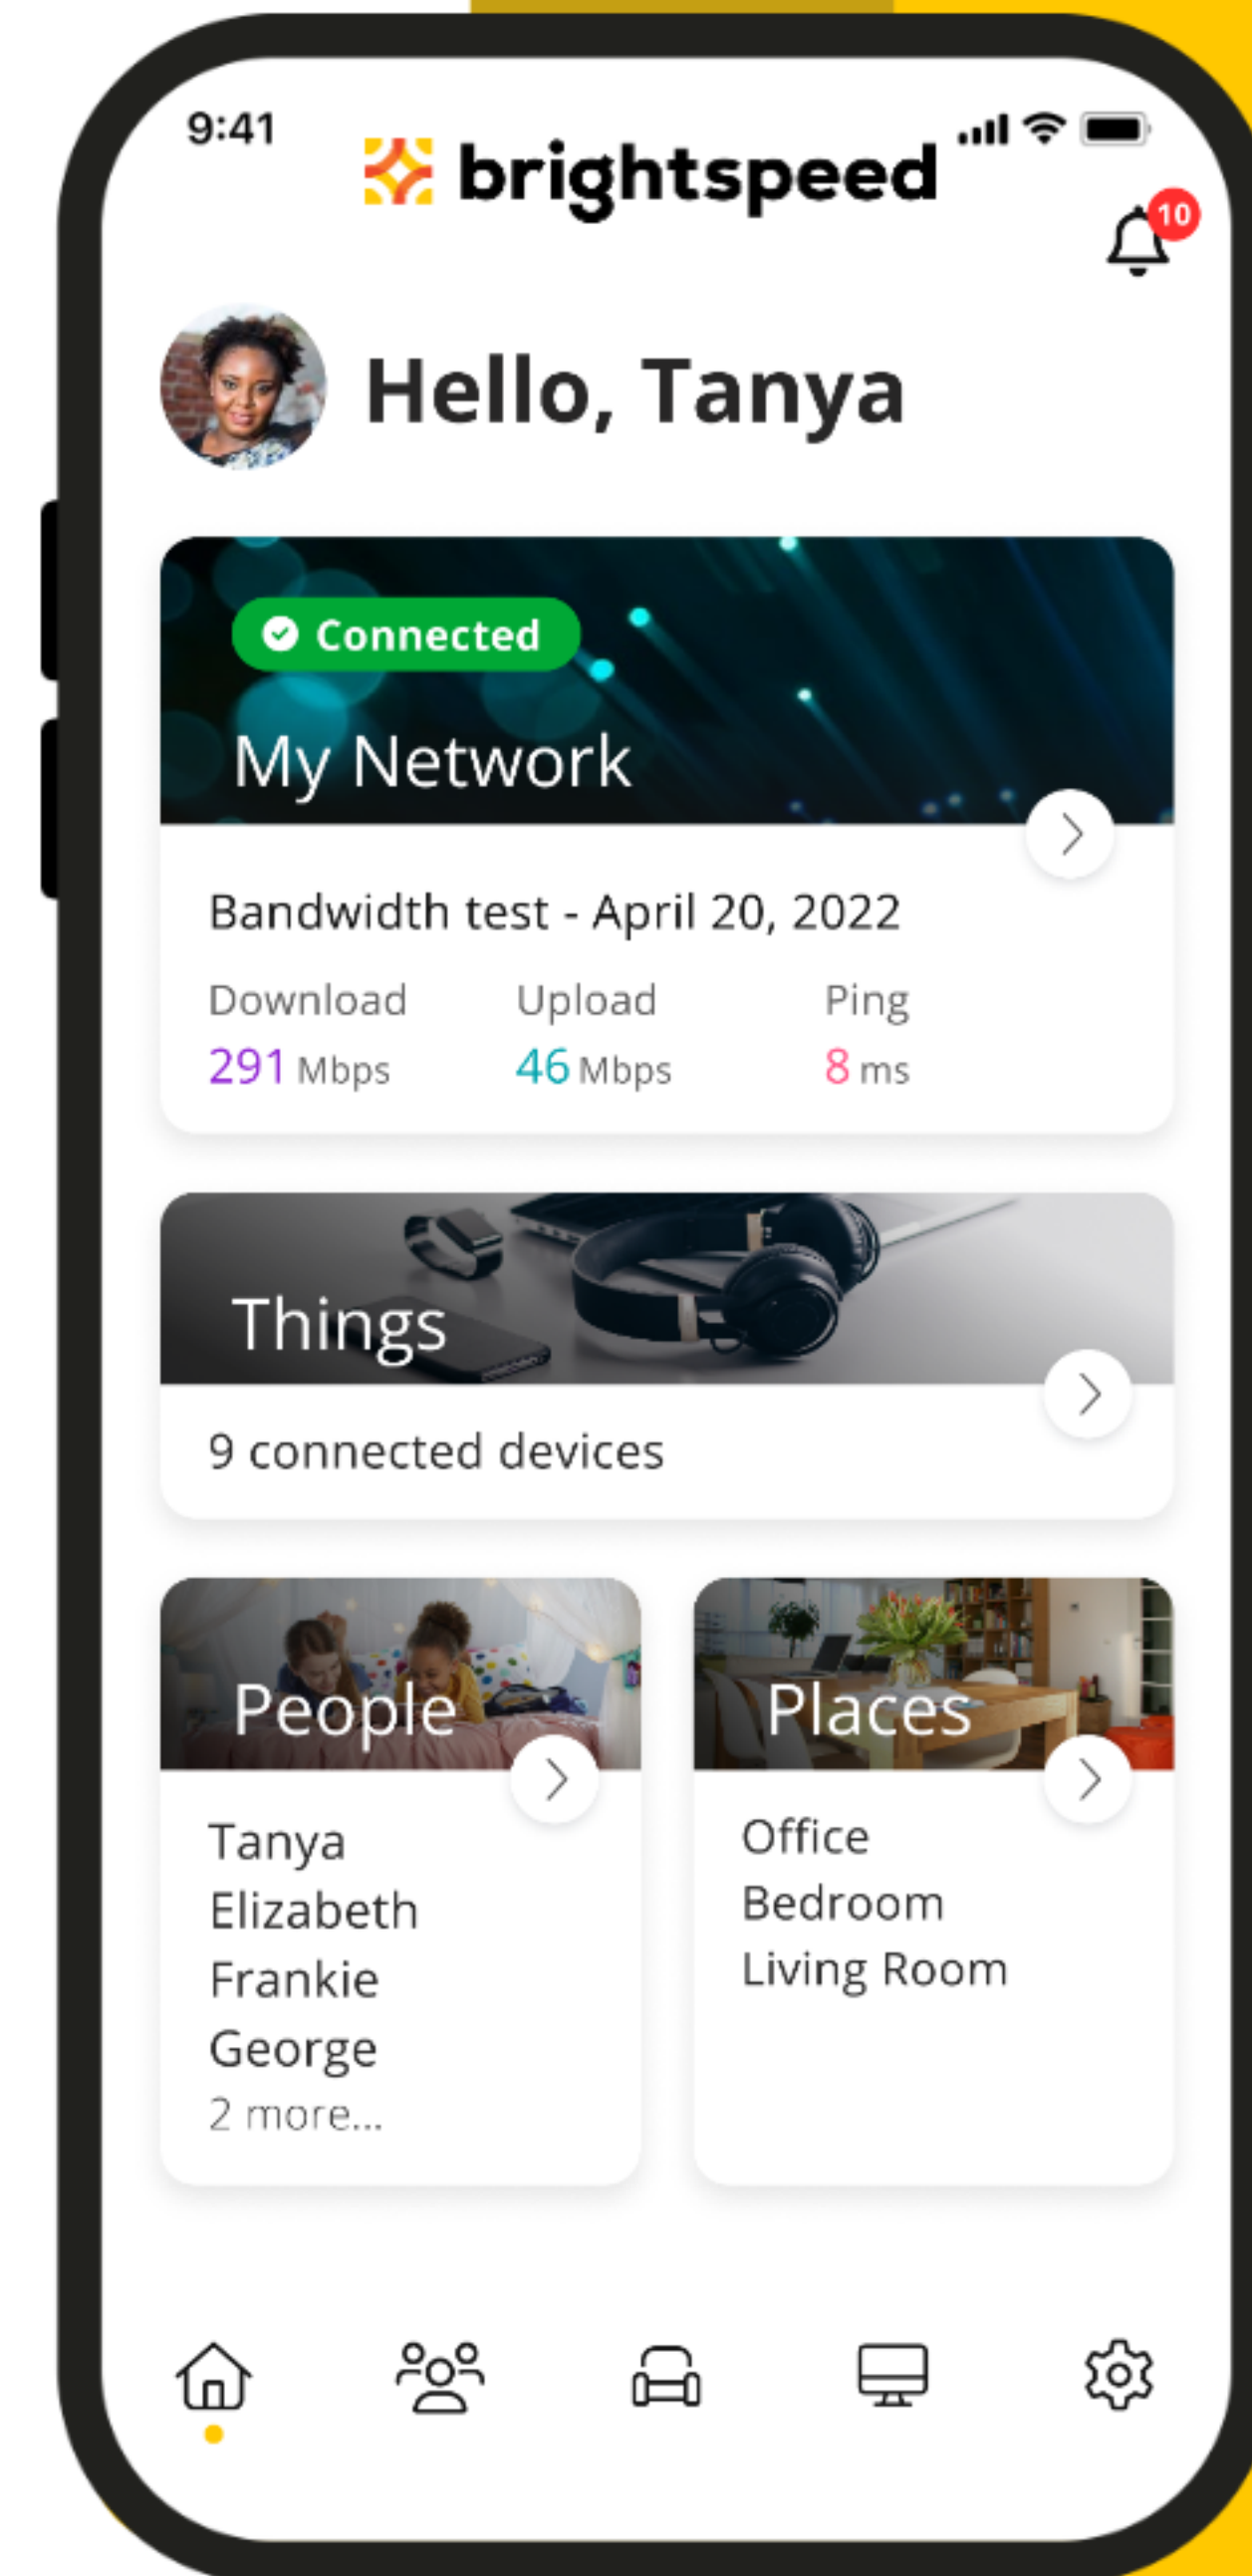 9:41
brightspeed
10
Hello, Tanya
Connected
My Network
Bandwidth test - April 20, 2022
Download Upload Ping
291 Mbps 46 Mbps 8 ms
Things
9 connected devices
People
Tanya
Elizabeth
Frankie
George
2 more...
Places
Office
Bedroom
Living Room